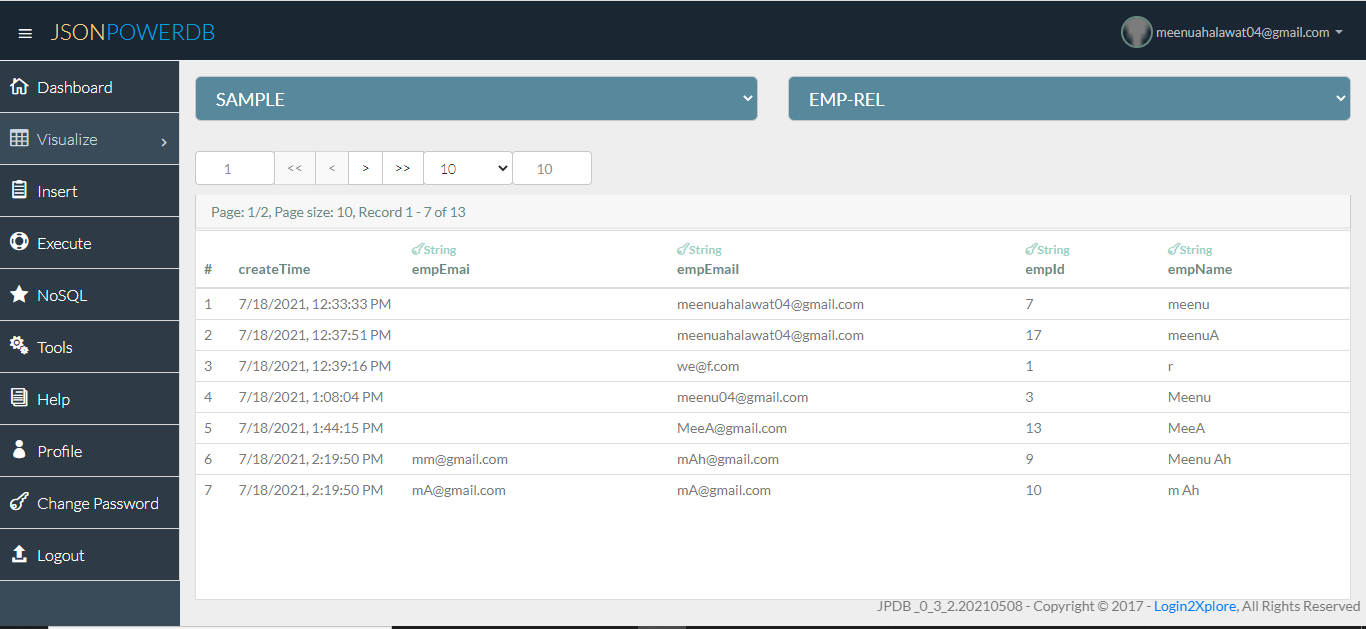 JSONPOWERDB
meenuahalawat04@gmail.com
Dashboard
Visualize
Insert
Execute
NoSQL
Tools
Help
Profile
Change Password
Logout
SAMPLE
EMP-REL
1 << < > >> 10 10
Page: 1/2, Page size: 10, Record 1 - 7 of 13
String String String String
# createTime empEmai empEmail empId empName
1 7/18/2021, 12:33:33 PM meenuahalawat04@gmail.com 7 meenu
2 7/18/2021, 12:37:51 PM meenuahalawat04@gmail.com 17 meenuA
3 7/18/2021, 12:39:16 PM we@f.com 1 r
4 7/18/2021, 1:08:04 PM meenu04@gmail.com 3 Meenu
5 7/18/2021, 1:44:15 PM MeeA@gmail.com 13 MeeA
6 7/18/2021, 2:19:50 PM mm@gmail.com mAh@gmail.com 9 Meenu Ah
7 7/18/2021, 2:19:50 PM mA@gmail.com mA@gmail.com 10 m Ah
JPDB _0_3_2.20210508 - Copyright © 2017 - Login2Xplore, All Rights Reserved